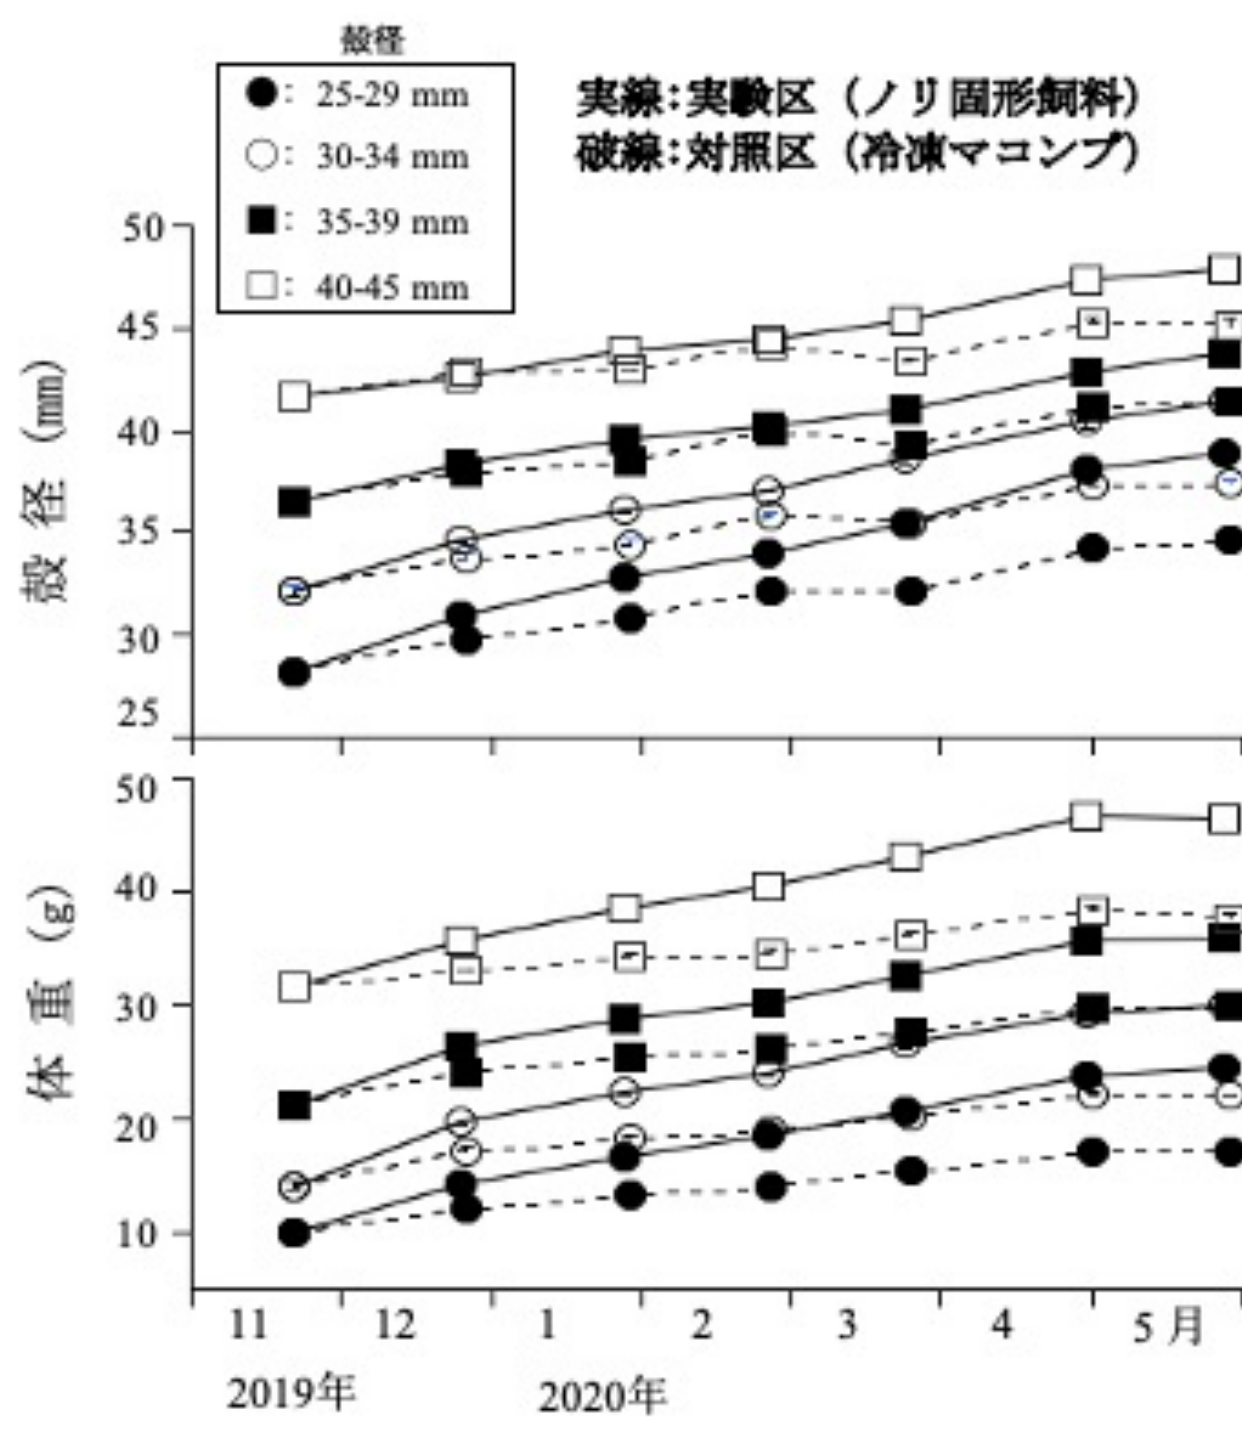 殻径
●: 25-29 mm
○: 30-34 mm
■: 35-39 mm
□: 40-45 mm
実線:実験区（ノリ固形飼料）
破線:対照区（冷凍マコンブ）
殻径 (mm)
50
45
40
35
30
25
体重 (g)
50
40
30
20
10
11 12 1 2 3 4 5月
2019年 2020年